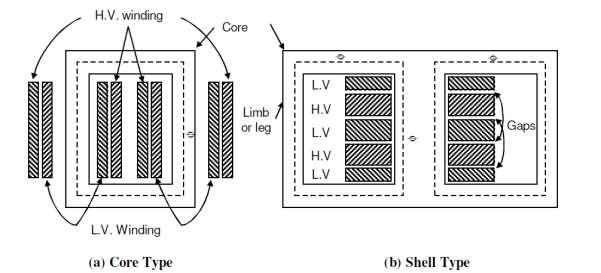 H.V. winding
Core
Limb
or leg
L.V. Winding
(a) Core Type
ϕ
ϕ
ϕ
ϕ
L.V
H.V
L.V
H.V
L.V
Gaps
(b) Shell Type